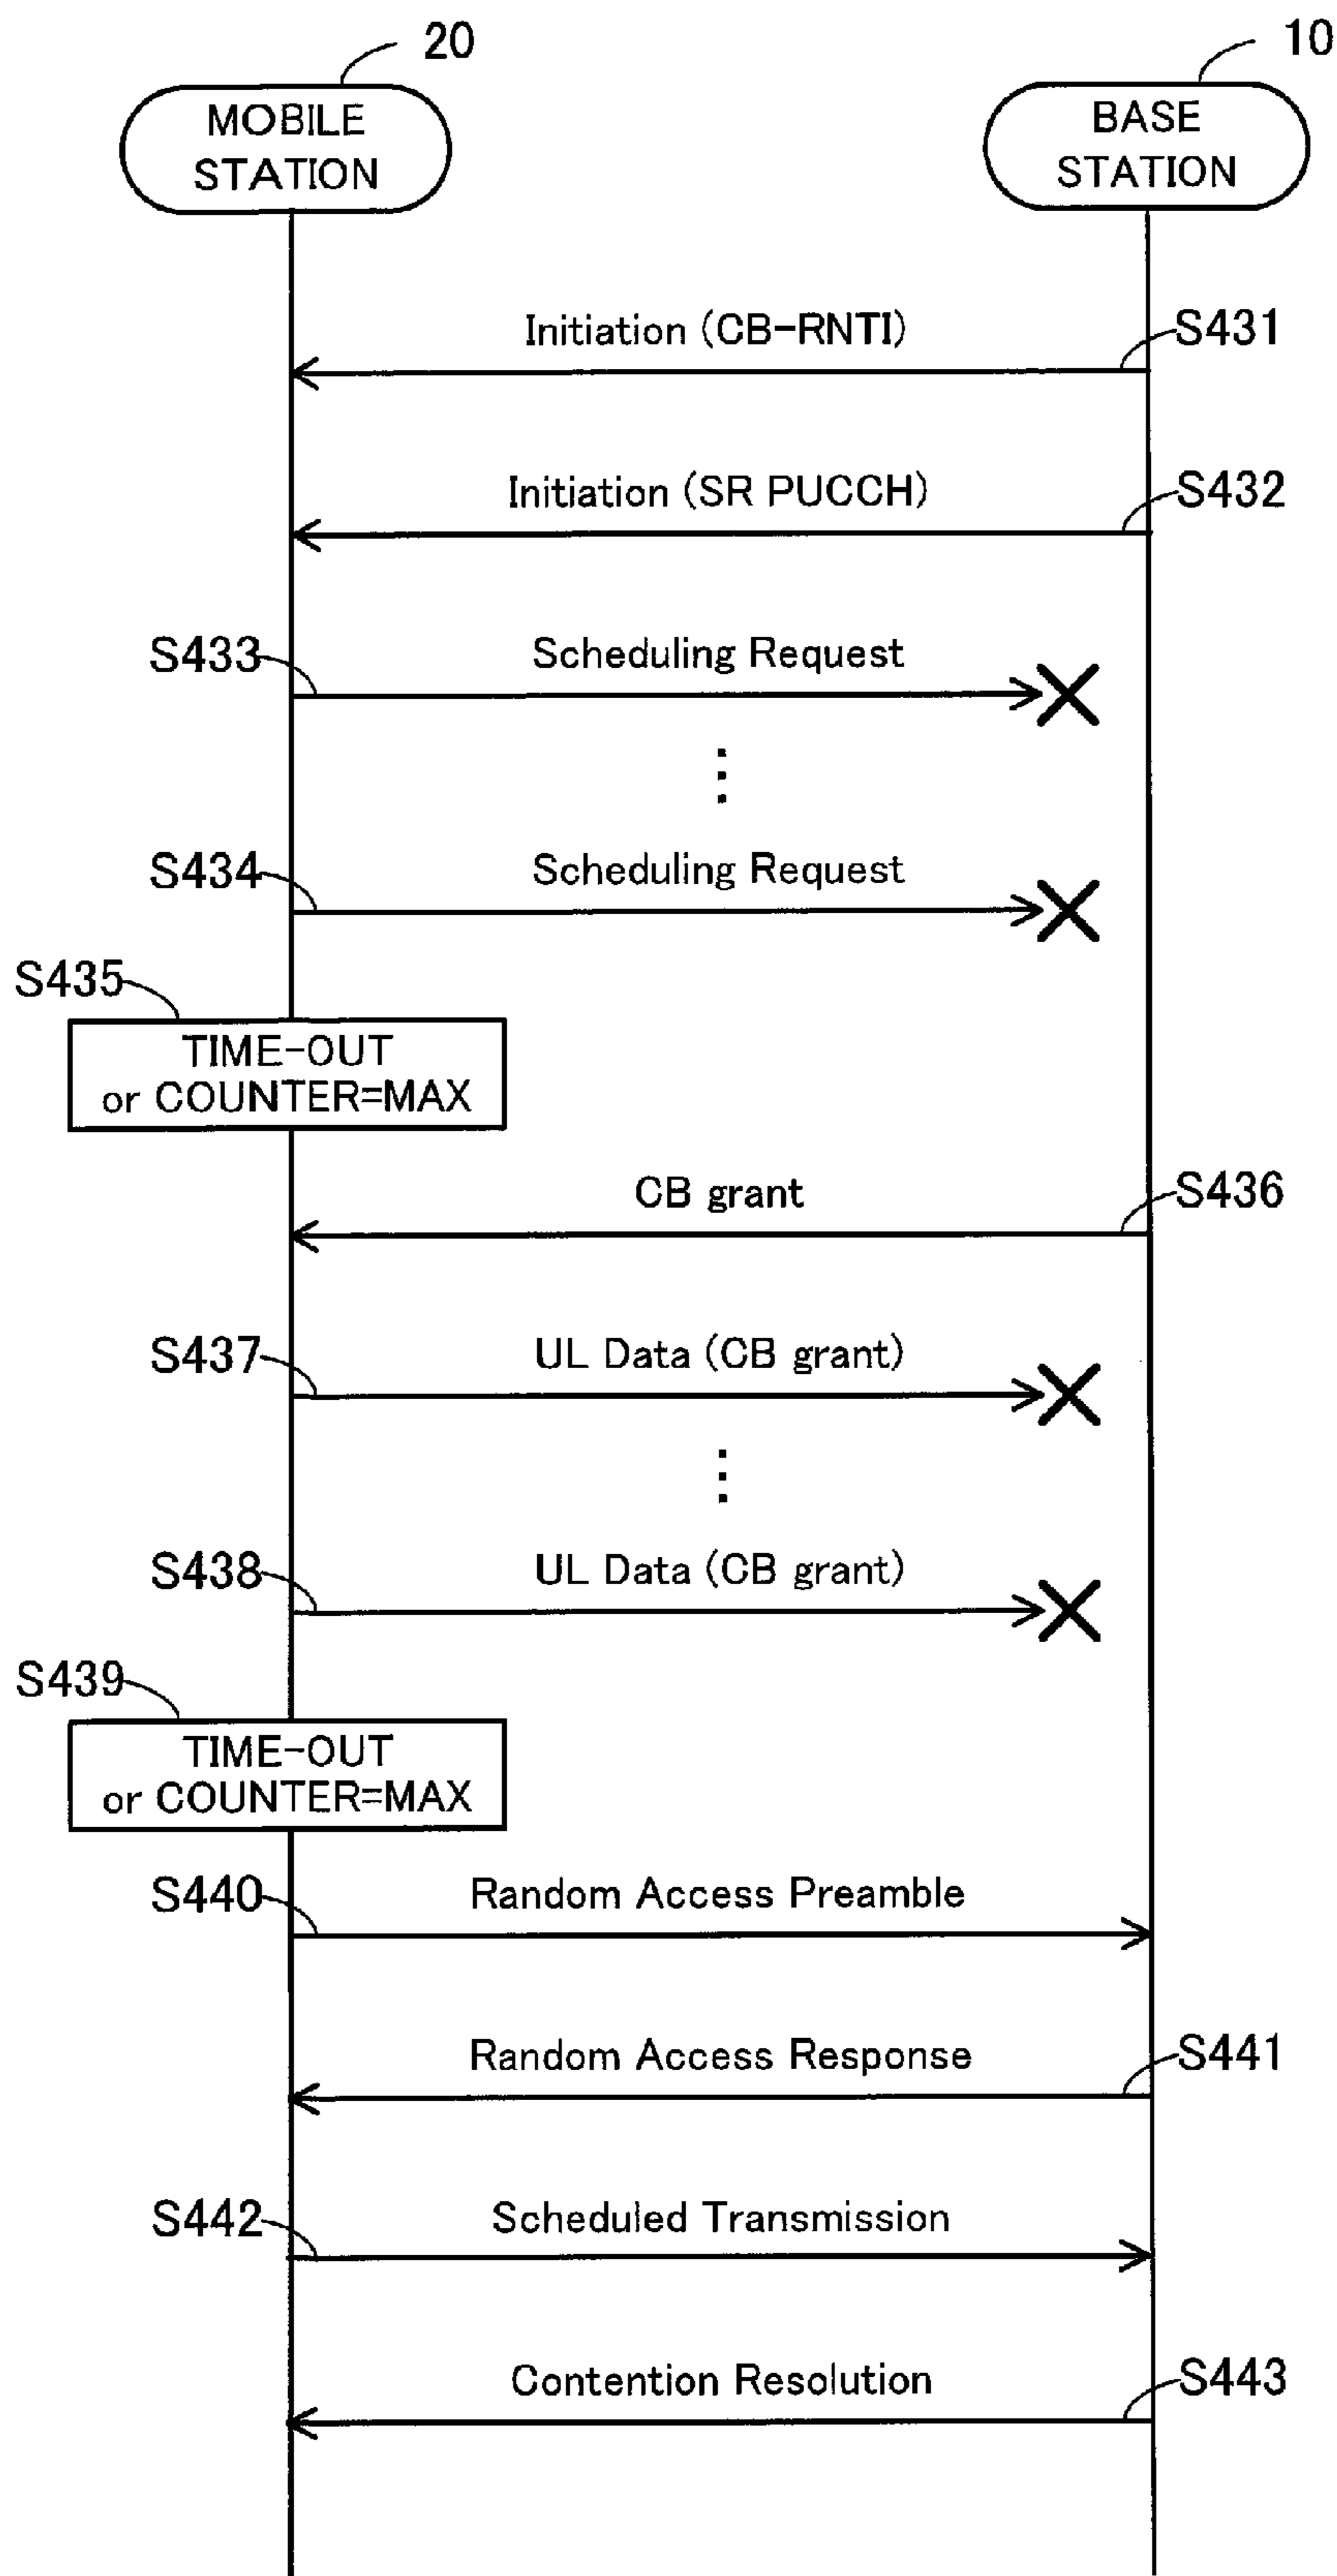 20
10
MOBILE
STATION
BASE
STATION
Initiation (CB-RNTI)
S431
Initiation (SR PUCCH)
S432
S433
Scheduling Request
S434
Scheduling Request
S435
TIME-OUT
or COUNTER=MAX
CB grant
S436
S437
UL Data (CB grant)
S438
UL Data (CB grant)
S439
TIME-OUT
or COUNTER=MAX
S440
Random Access Preamble
Random Access Response
S441
S442
Scheduled Transmission
Contention Resolution
S443